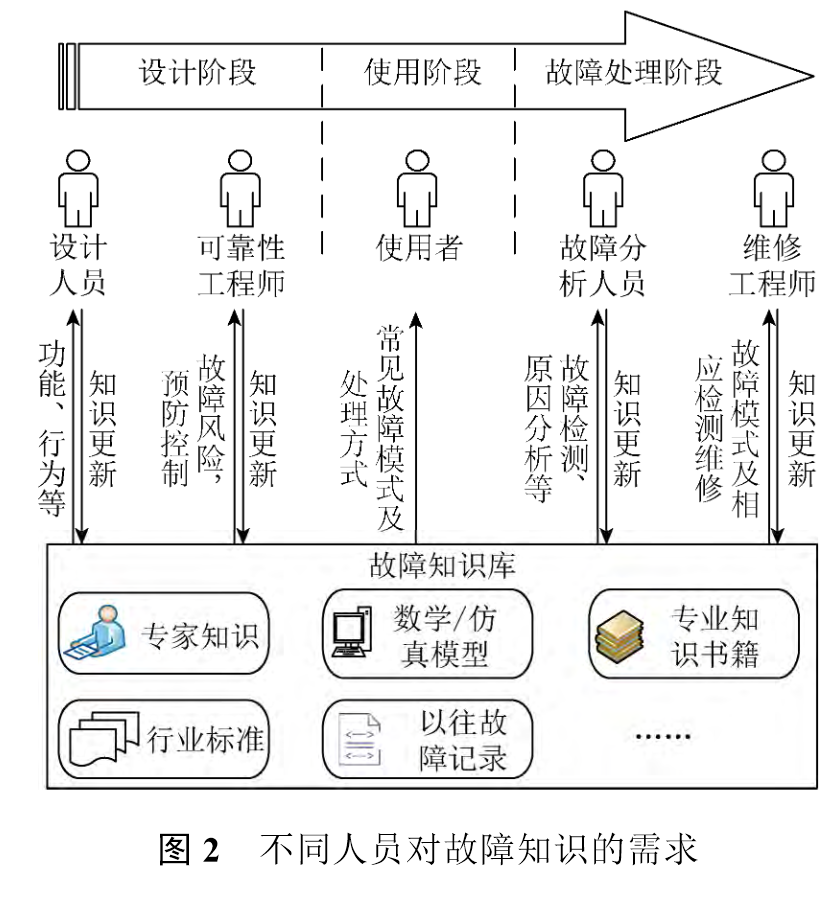 设计阶段
使用阶段
故障处理阶段
设计
人员
可靠性
工程师
使用者
故障分
析人员
维修
工程师
功能、行为等
知识更新
故障风险,
预防控制
知识更新
常见故障模式及
处理方式
故障检测、
原因分析等
知识更新
故障模式及相
应检测维修
知识更新
故障知识库
专家知识
数学/仿
真模型
专业知
识书籍
行业标准
以往故
障记录
……
图 2 不同人员对故障知识的需求